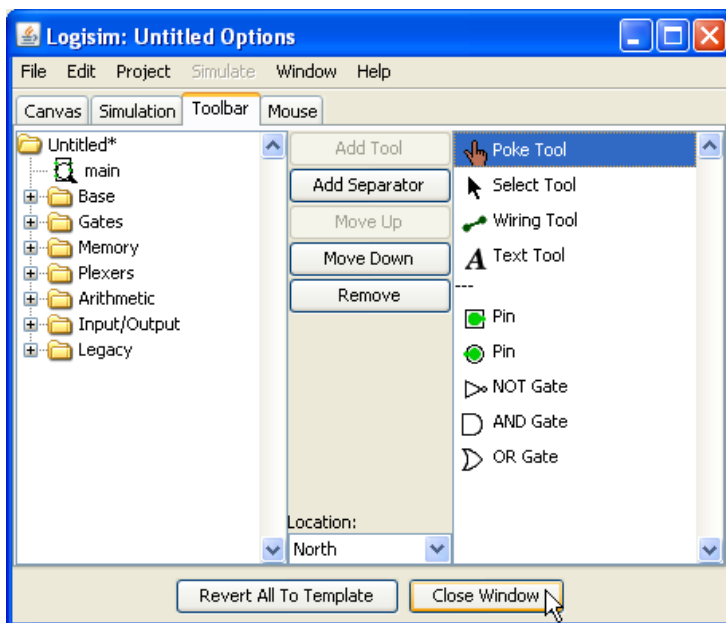 Logisim: Untitled Options
File Edit Project Simulate Window Help
Canvas Simulation Toolbar Mouse
Untitled*
main
Base
Gates
Memory
Plexers
Arithmetic
Input/Output
Legacy
Add Tool
Add Separator
Move Up
Move Down
Remove
Location:
North
Poke Tool
Select Tool
Wiring Tool
A Text Tool
---
Pin
Pin
NOT Gate
AND Gate
OR Gate
Revert All To Template Close Window